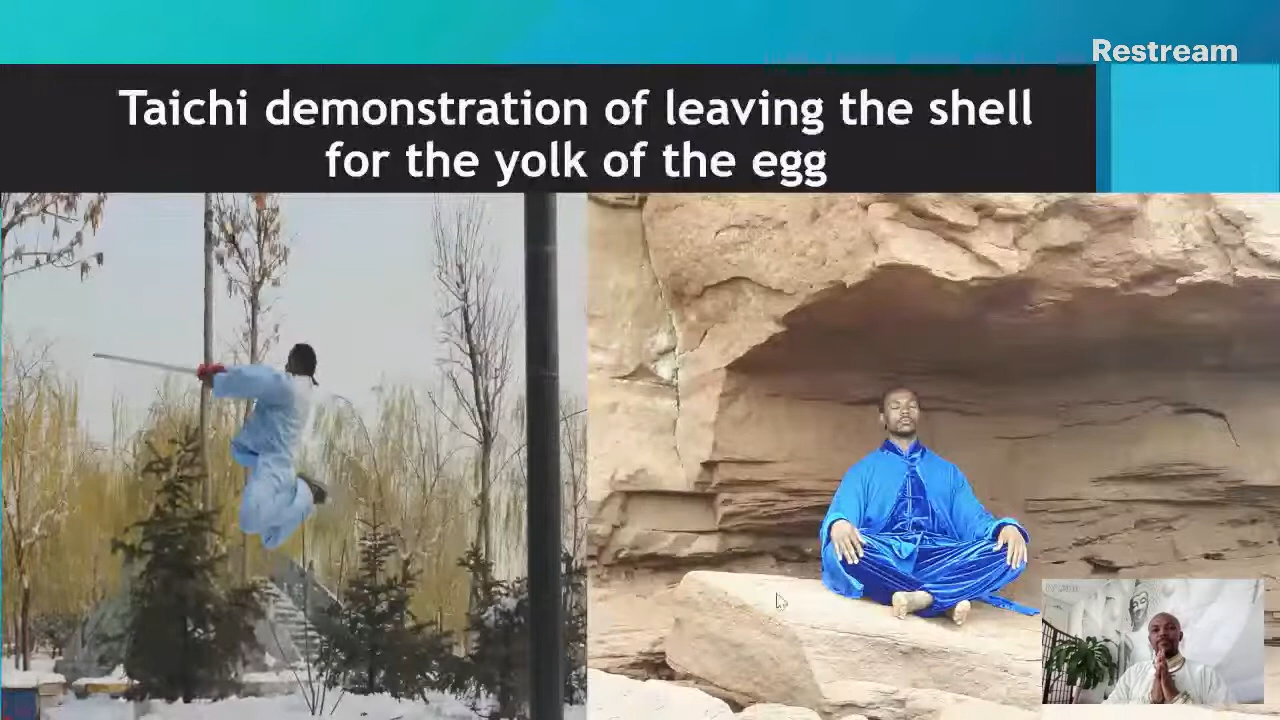 Restream
Taichi demonstration of leaving the shell
for the yolk of the egg